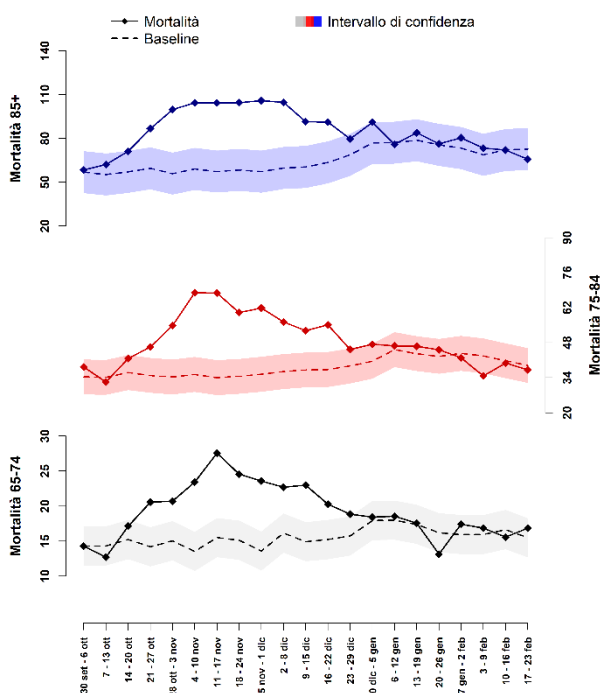 Mortalità
Intervallo di confidenza
Baseline
Mortalità 85+
140
110
80
50
20
Mortalità 75-84
90
76
62
48
34
20
Mortalità 65-74
30
25
20
15
10
30 set - 6 ott
7 - 13 ott
14 - 20 ott
21 - 27 ott
8 ott - 3 nov
4 - 10 nov
11 - 17 nov
18 - 24 nov
5 nov - 1 dic
2 - 8 dic
9 - 15 dic
16 - 22 dic
23 - 29 dic
0 dic - 5 gen
6 - 12 gen
13 - 19 gen
20 - 26 gen
7 gen - 2 feb
3 - 9 feb
10 - 16 feb
17 - 23 feb